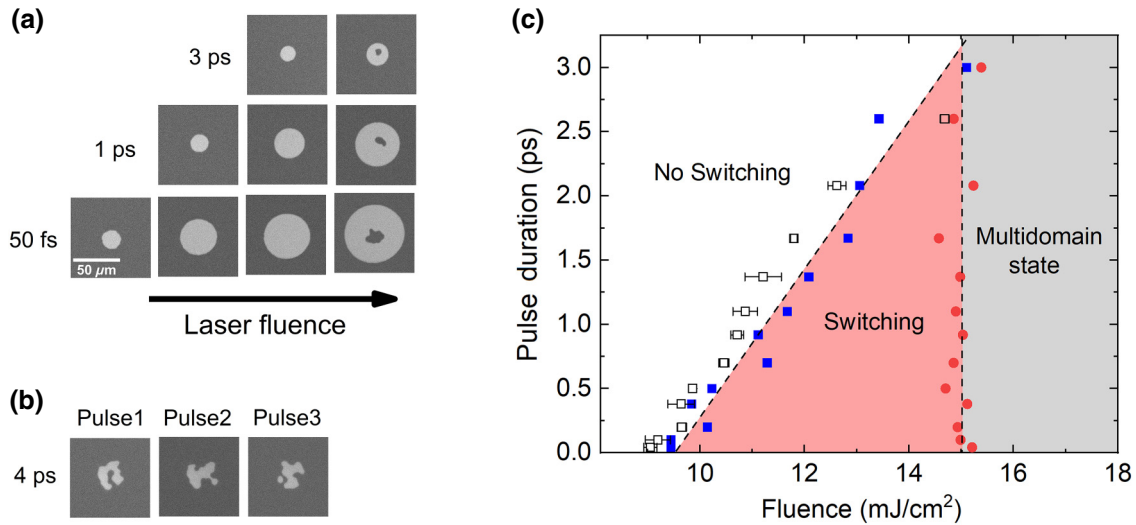 (a)
3 ps
1 ps
50 fs
50 µm
Laser fluence
(b)
Pulse1 Pulse2 Pulse3
4 ps
(c)
Pulse duration (ps)
3.0
2.5
2.0
1.5
1.0
0.5
0.0
No Switching
Switching
Multidomain
state
10 12 14 16 18
Fluence (mJ/cm²)